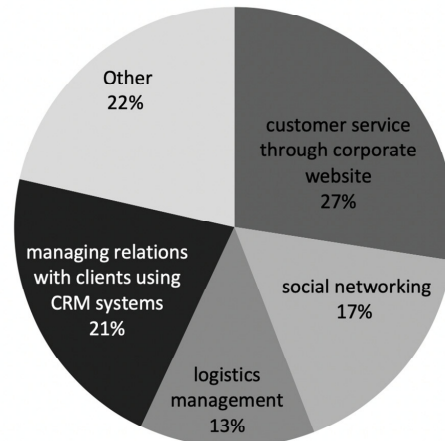 Other
22%
customer service
through corporate
website
27%
managing relations
with clients using
CRM systems
21%
social networking
17%
logistics
management
13%